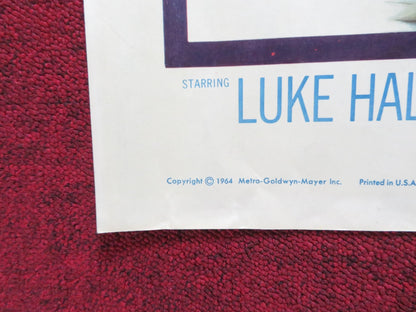 STARRING LUKE HAL
Copyright © 1964 Metro-Goldwyn-Mayer Inc. Printed in U.S.A